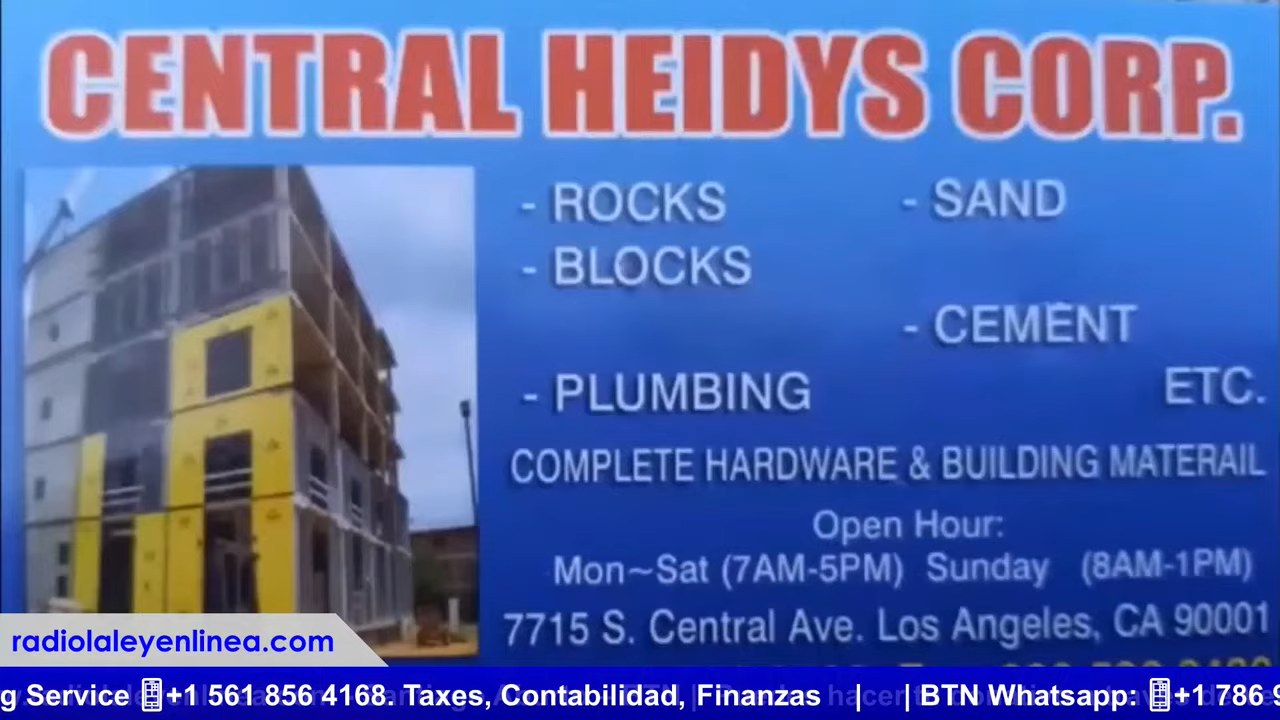 CENTRAL HEIDYS CORP.
- ROCKS - SAND
- BLOCKS
- CEMENT
- PLUMBING ETC.
COMPLETE HARDWARE & BUILDING MATERAIL
Open Hour:
Mon~Sat (7AM-5PM) Sunday (8AM-1PM)
7715 S. Central Ave. Los Angeles, CA 90001
radiolaleyenlinea.com
g Service +1 561 856 4168. Taxes, Contabilidad, Finanzas | | BTN Whatsapp: +1 786 9